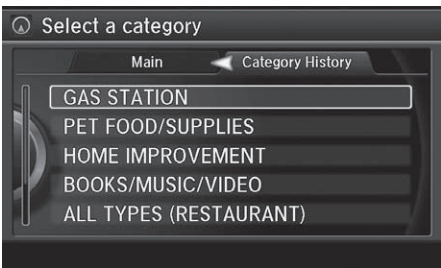 Select a category
Main
Category History
GAS STATION
PET FOOD/SUPPLIES
HOME IMPROVEMENT
BOOKS/MUSIC/VIDEO
ALL TYPES (RESTAURANT)